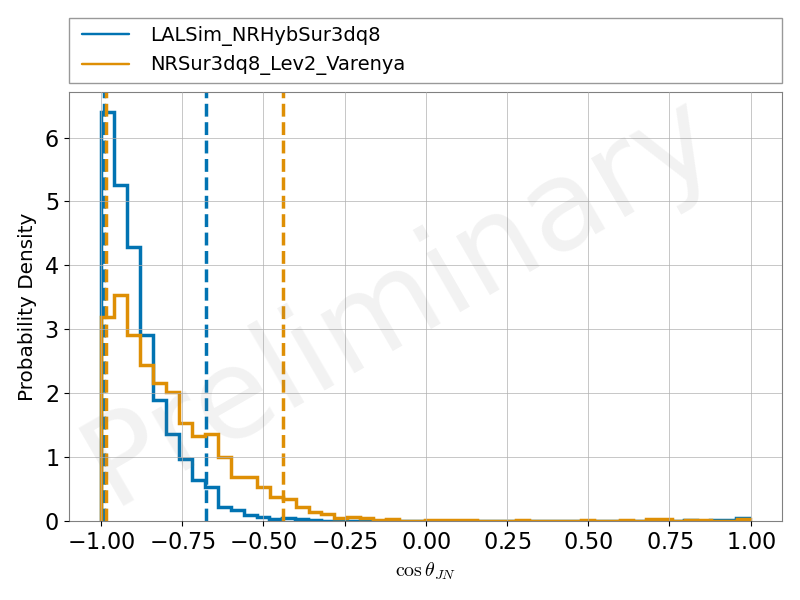 LALSim_NRHybSur3dq8
NRSur3dq8_Lev2_Varenya
Preliminary
Probability Density
6
5
4
3
2
1
0
−1.00 −0.75 −0.50 −0.25 0.00 0.25 0.50 0.75 1.00
cos θ_JN